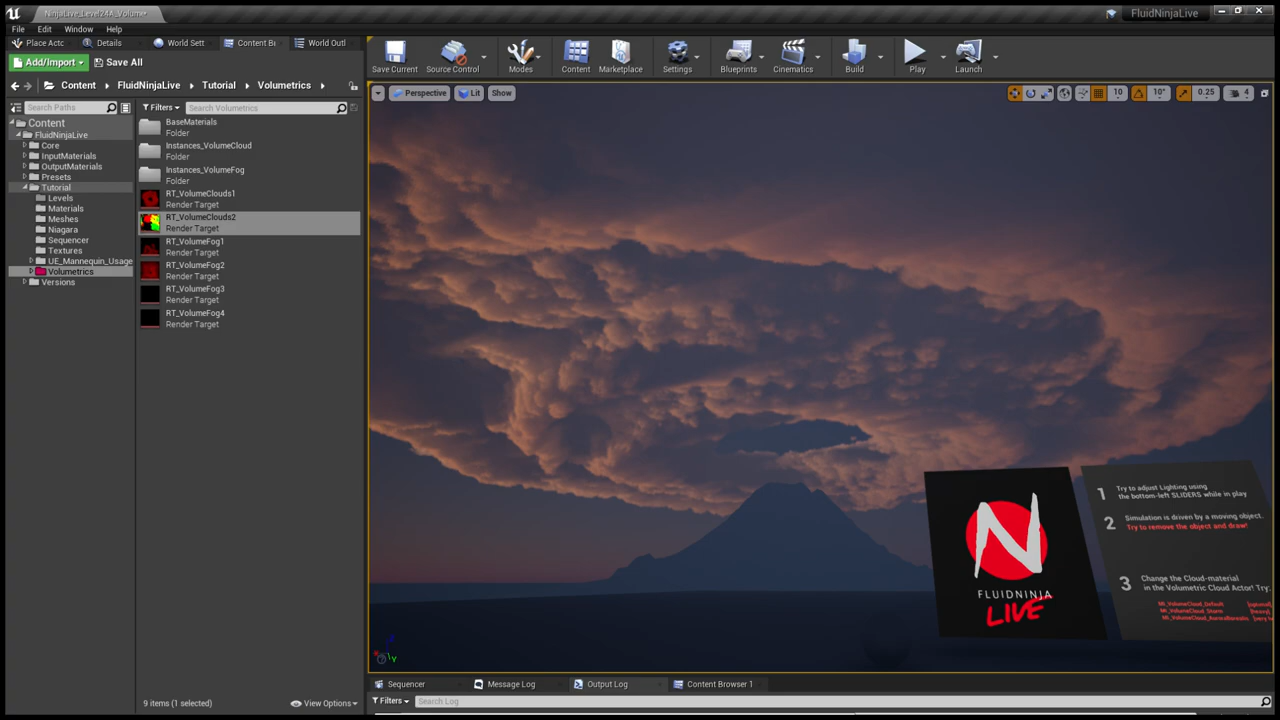 NinjaLive_Level24A_Volume•
FluidNinjaLive
File Edit Window Help
Place Actc Details World Sett Content Br World Outl
Add/Import Save All
Content FluidNinjaLive Tutorial Volumetrics
Search Paths
Filters Search Volumetrics
Content
FluidNinjaLive
Core
InputMaterials
OutputMaterials
Presets
Tutorial
Levels
Materials
Meshes
Niagara
Sequencer
Textures
UE_Mannequin_Usage
Volumetrics
Versions
BaseMaterials
Folder
Instances_VolumeCloud
Folder
Instances_VolumeFog
Folder
RT_VolumeClouds1
Render Target
RT_VolumeClouds2
Render Target
RT_VolumeFog1
Render Target
RT_VolumeFog2
Render Target
RT_VolumeFog3
Render Target
RT_VolumeFog4
Render Target
9 items (1 selected) View Options
Save Current Source Control Modes Content Marketplace Settings Blueprints Cinematics Build Play Launch
Perspective Lit Show 10 10° 0.25 4
N
FLUIDNINJA
LIVE
1 Try to adjust Lighting using
the bottom-left SLIDERS while in play
2 Simulation is driven by a moving object.
Try to remove the object and draw!
3 Change the Cloud-material
in the Volumetric Cloud Actor! Try:
MI_VolumeCloud_Default
MI_VolumeCloud_Storm
MI_VolumeCloud_AuroraBorealis
Y
Sequencer Message Log Output Log Content Browser 1
Filters Search Log